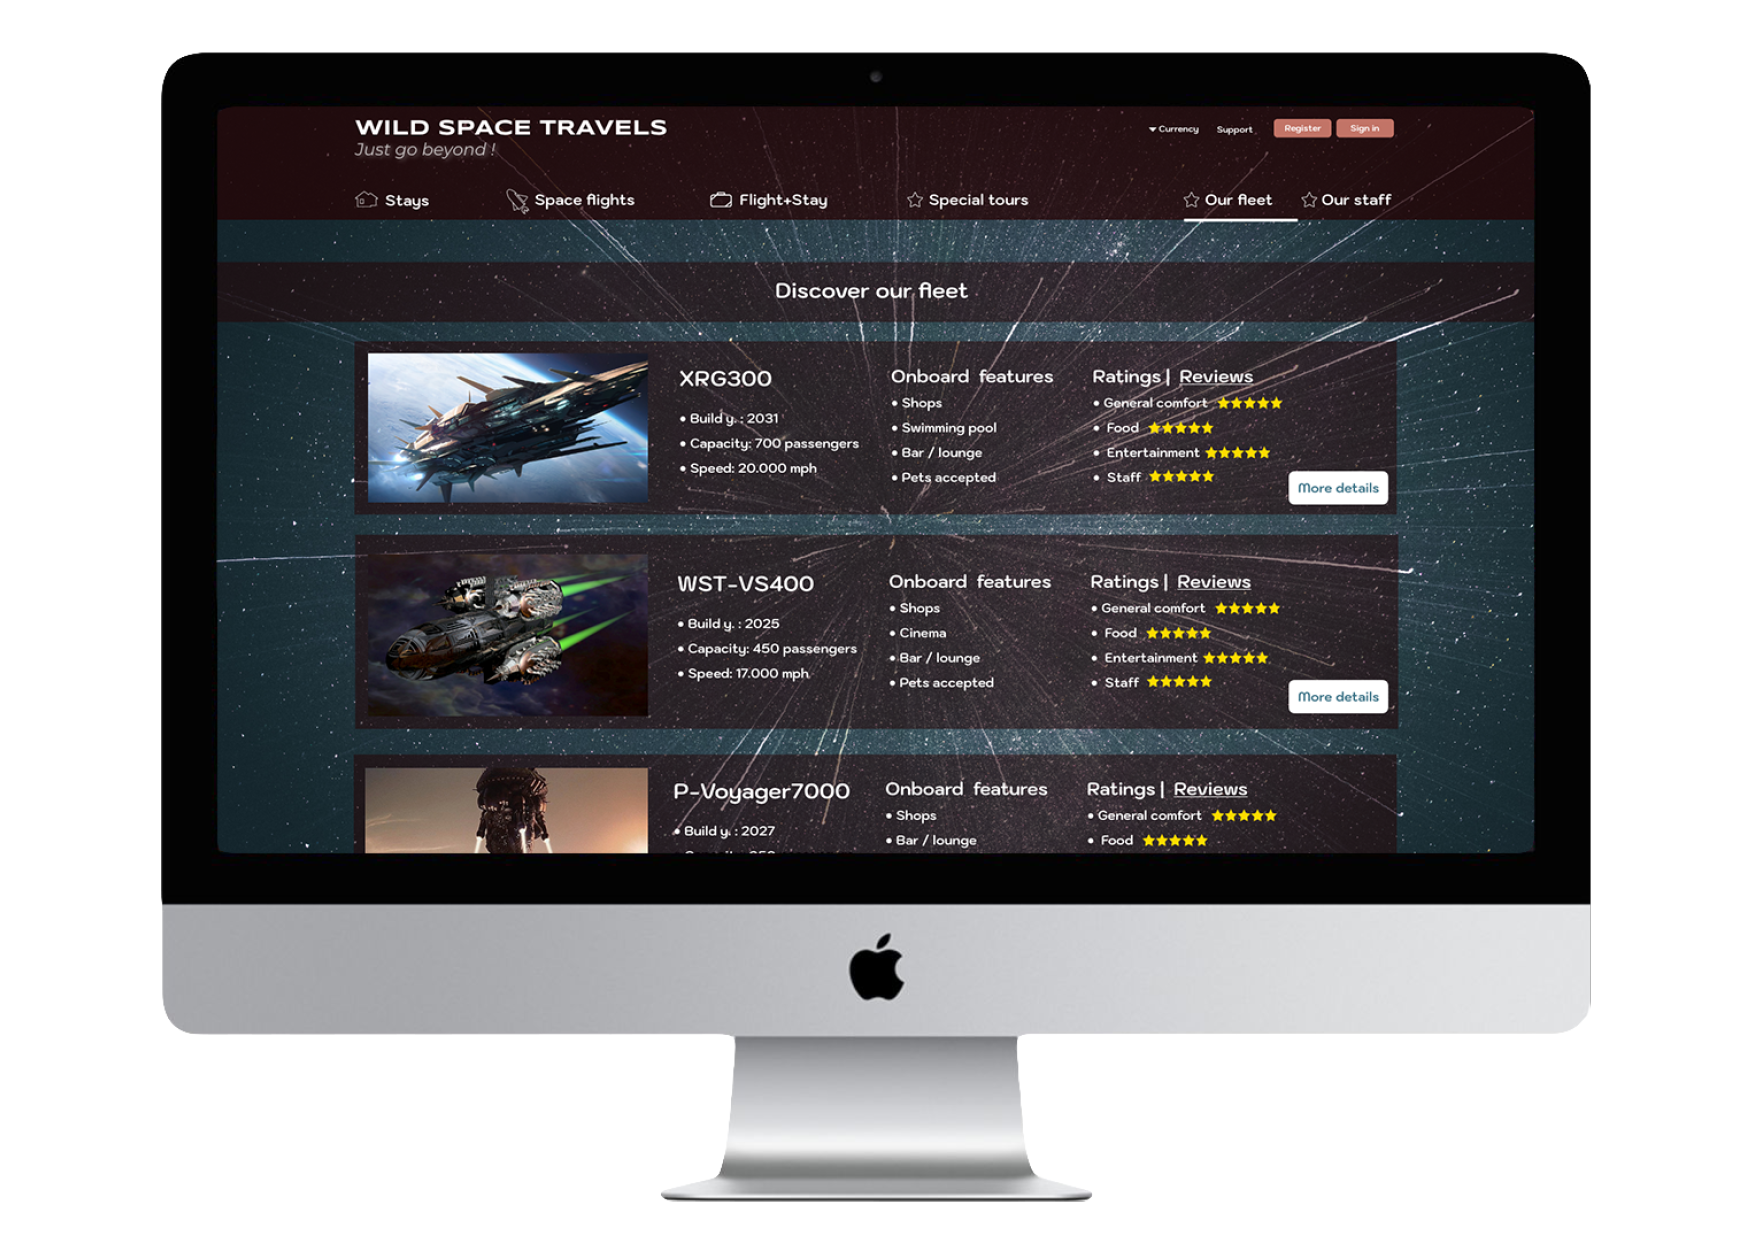 WILD SPACE TRAVELS
Just go beyond !
Currency Support Register Sign in
Stays Space flights Flight+Stay Special tours Our fleet Our staff
Discover our fleet
XRG300
• Build y. : 2031
• Capacity: 700 passengers
• Speed: 20.000 mph
Onboard features
• Shops
• Swimming pool
• Bar / lounge
• Pets accepted
Ratings | Reviews
• General comfort ★★★★★
• Food ★★★★★
• Entertainment ★★★★★
• Staff ★★★★★
More details
WST-VS400
• Build y. : 2025
• Capacity: 450 passengers
• Speed: 17.000 mph
Onboard features
• Shops
• Cinema
• Bar / lounge
• Pets accepted
Ratings | Reviews
• General comfort ★★★★★
• Food ★★★★★
• Entertainment ★★★★★
• Staff ★★★★★
More details
P-Voyager7000
• Build y. : 2027
Onboard features
• Shops
• Bar / lounge
Ratings | Reviews
• General comfort ★★★★★
• Food ★★★★★